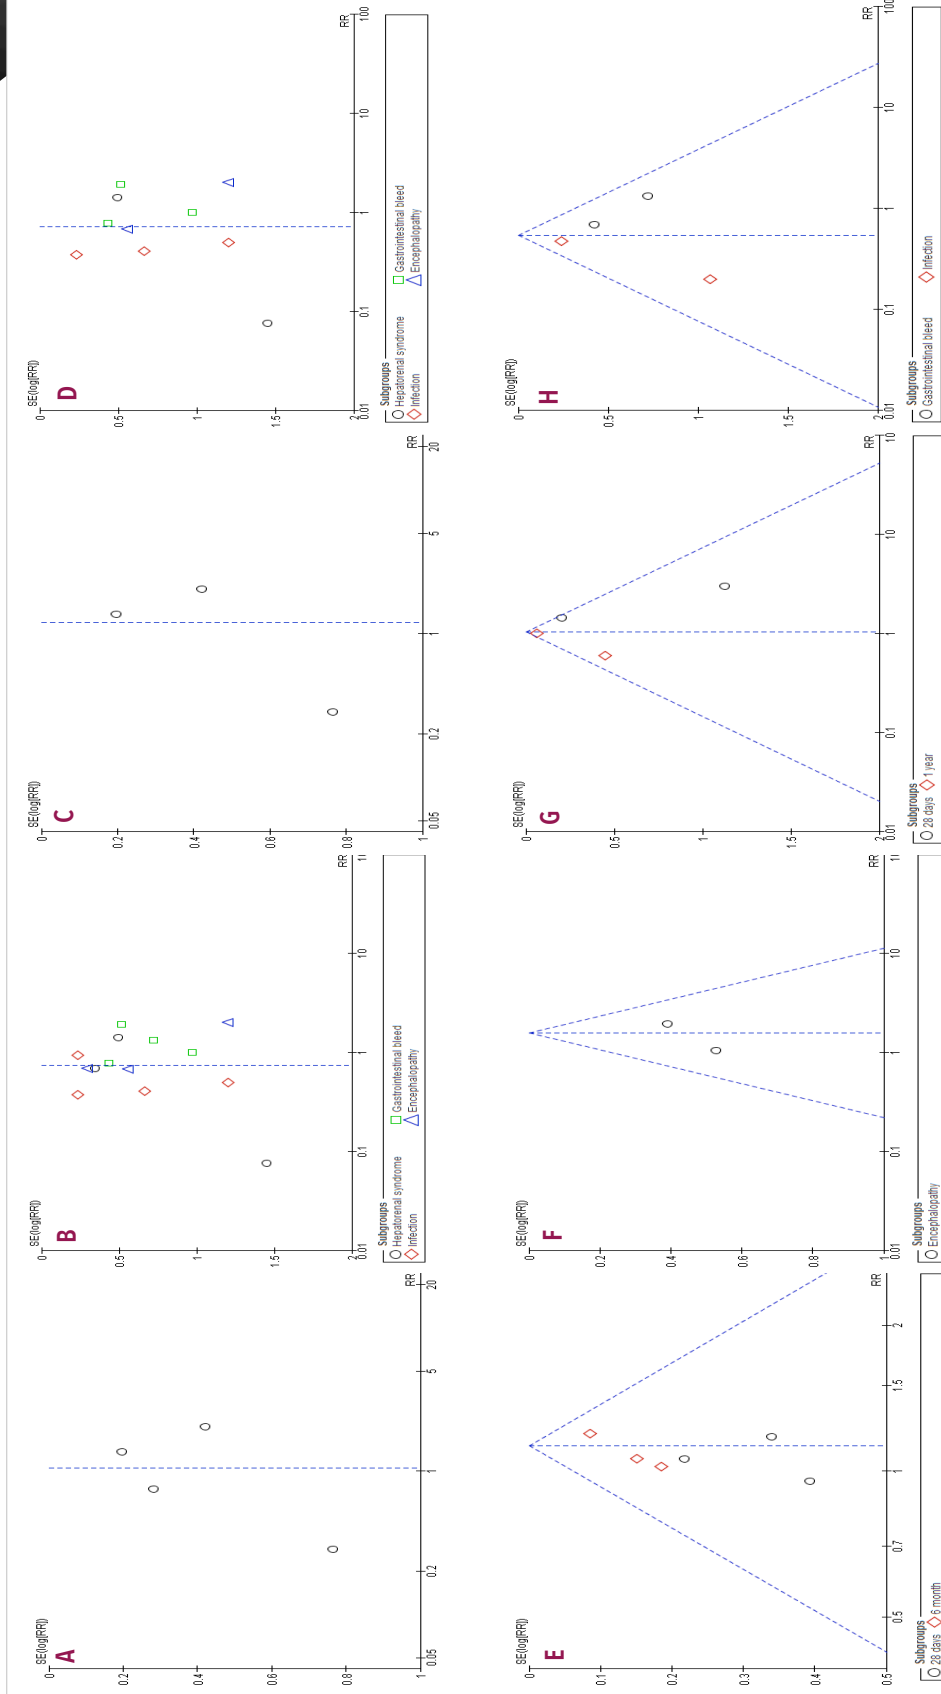 SE(log[RR])
0
A
0.2
0.4
0.6
0.8
RR
1
0.05 0.2 1 5 20
SE(log[RR])
0
B
0.5
1
1.5
RR
2
0.01 0.1 1 10
Subgroups
Hepatorenal syndrome Gastrointestinal bleed
Infection Encephalopathy
SE(log[RR])
0
C
0.2
0.4
0.6
0.8
RR
1
0.05 0.2 1 5 20
SE(log[RR])
0
D
0.5
1
1.5
RR
2
0.01 0.1 1 10 100
Subgroups
Hepatorenal syndrome Gastrointestinal bleed
Infection Encephalopathy
SE(log[RR])
0
E
0.1
0.2
0.3
0.4
RR
0.5
0.5 0.7 1 1.5 2
Subgroups
28 days 6 month
SE(log[RR])
0
F
0.2
0.4
0.6
0.8
RR
1
0.01 0.1 1 10
Subgroups
Encephalopathy
SE(log[RR])
0
G
0.5
1
1.5
RR
2
0.01 0.1 1 10
Subgroups
28 days 1 year
SE(log[RR])
0
H
0.5
1
1.5
RR
2
0.01 0.1 1 10 100
Subgroups
Gastrointestinal bleed Infection